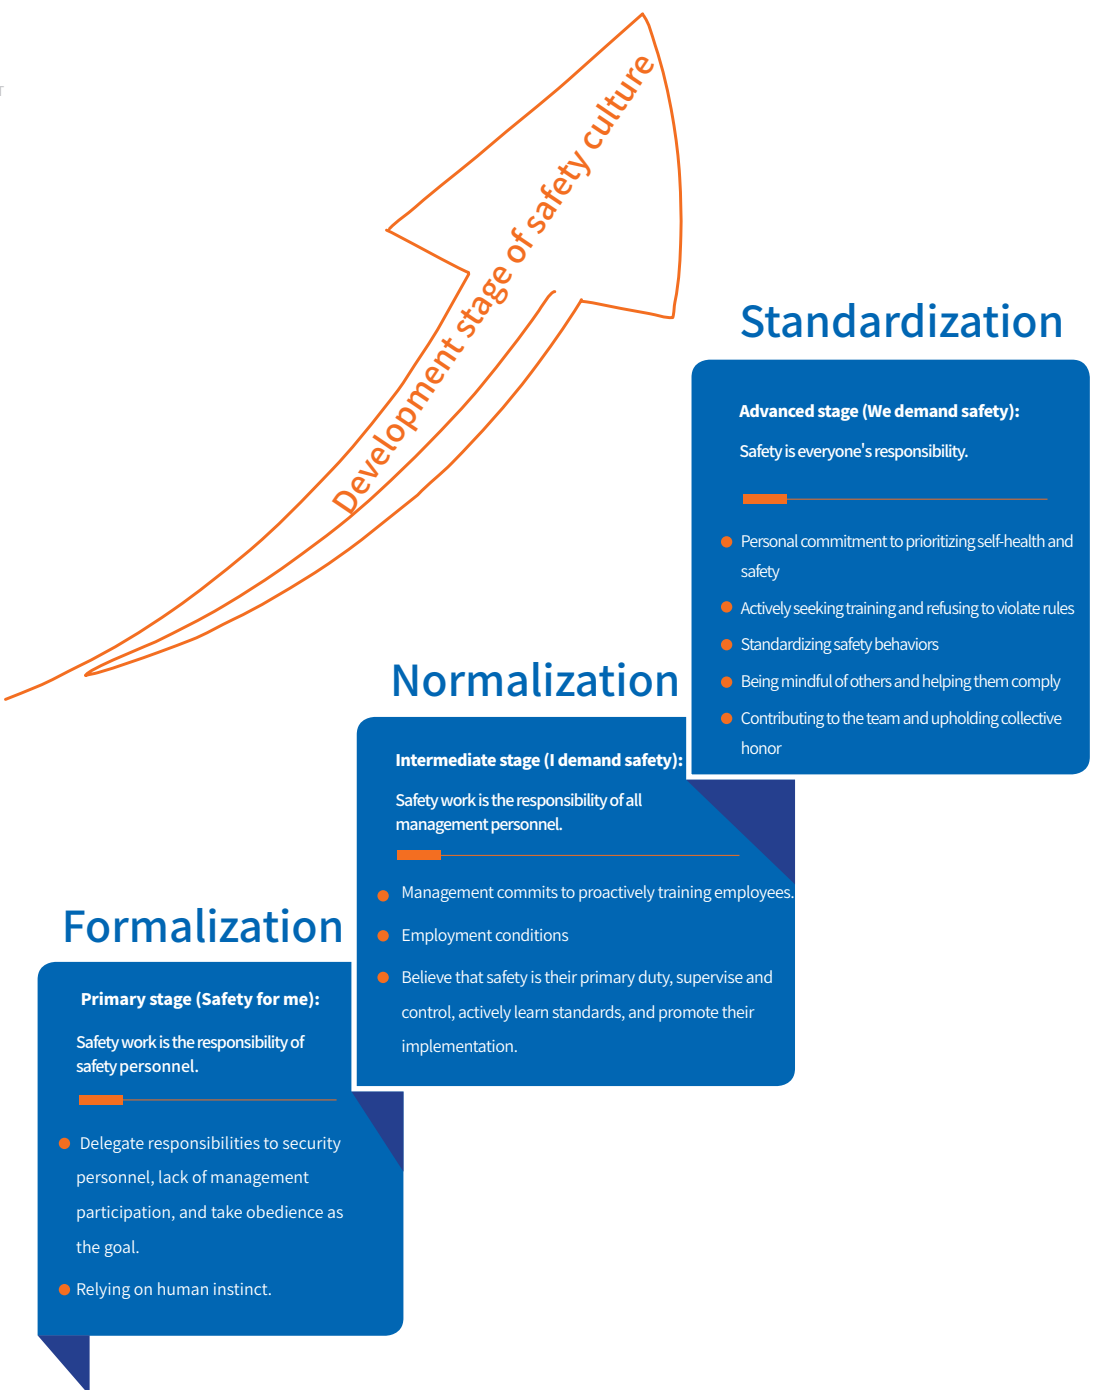 Development stage of safety culture
Standardization
Advanced stage (We demand safety):
Safety is everyone's responsibility.
Personal commitment to prioritizing self-health and
safety
Actively seeking training and refusing to violate rules
Standardizing safety behaviors
Being mindful of others and helping them comply
Contributing to the team and upholding collective
honor
Normalization
Intermediate stage (I demand safety):
Safety work is the responsibility of all
management personnel.
Management commits to proactively training employees.
Employment conditions
Believe that safety is their primary duty, supervise and
control, actively learn standards, and promote their
implementation.
Formalization
Primary stage (Safety for me):
Safety work is the responsibility of
safety personnel.
Delegate responsibilities to security
personnel, lack of management
participation, and take obedience as
the goal.
Relying on human instinct.